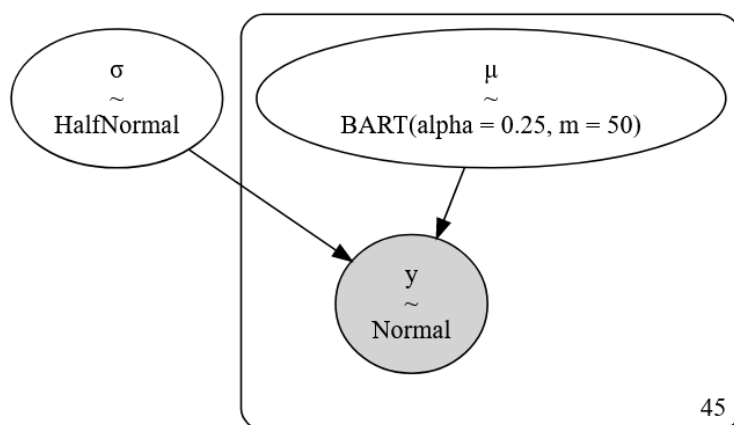 σ
~
HalfNormal
μ
~
BART(alpha = 0.25, m = 50)
y
~
Normal
45